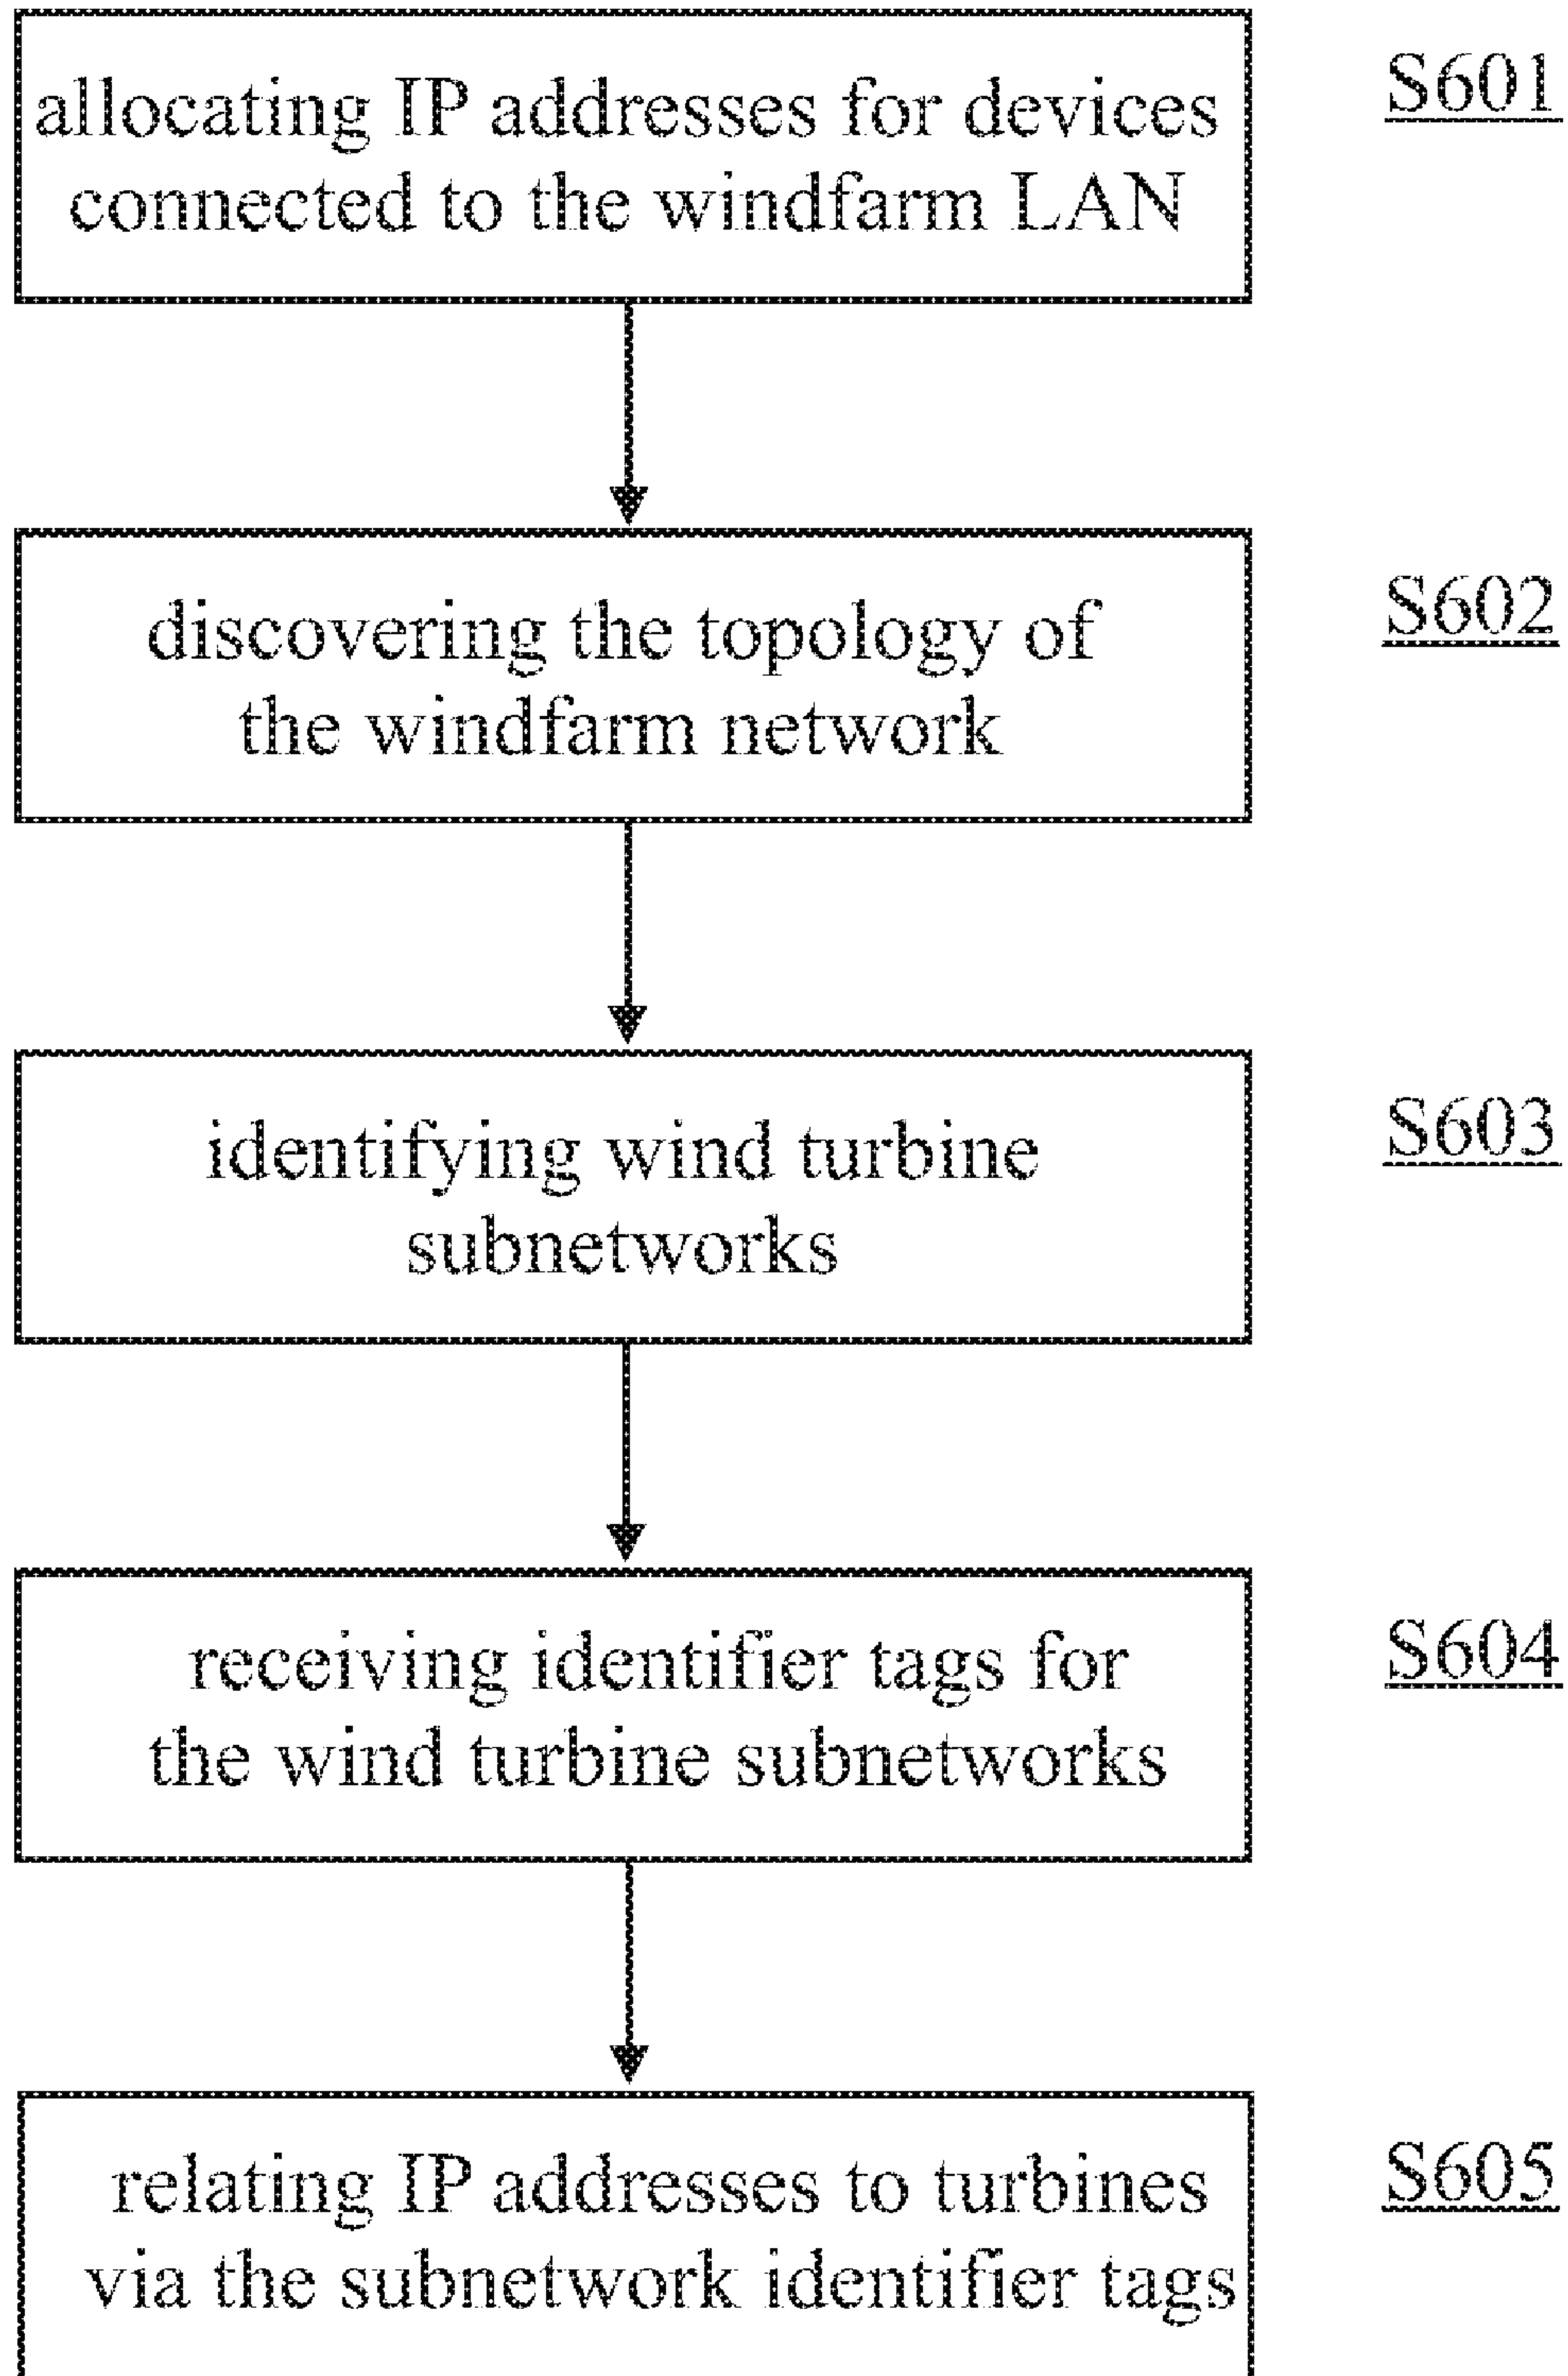 allocating IP addresses for devices
connected to the windfarm LAN
S601
discovering the topology of
the windfarm network
S602
identifying wind turbine
subnetworks
S603
receiving identifier tags for
the wind turbine subnetworks
S604
relating IP addresses to turbines
via the subnetwork identifier tags
S605